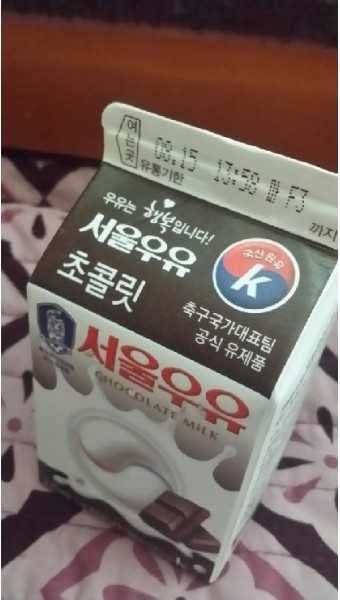 여는곳
08.15 13:58 F3
유통기한 까지
우유는 행복입니다!
서울우유
초콜릿
국산원유
K
축구국가대표팀
공식 유제품
서울우유
CHOCOLATE MILK